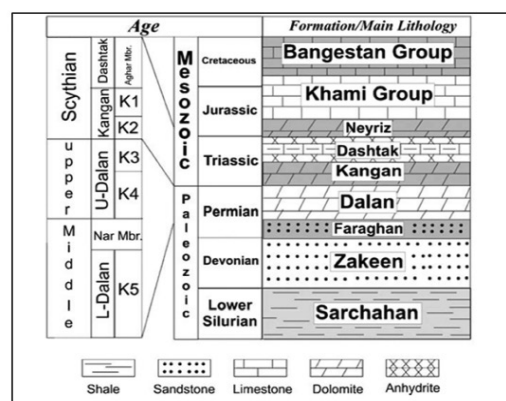 Age
Formation/Main Lithology
Scythian
Dashtak
Aghar Mbr.
Kangan
K1
K2
upper
U-Dalan
K3
K4
Middle
Nar Mbr.
L-Dalan
K5
Mesozoic
Cretaceous
Jurassic
Triassic
Paleozoic
Permian
Devonian
Lower
Silurian
Bangestan Group
Khami Group
Neyriz
Dashtak
Kangan
Dalan
Faraghan
Zakeen
Sarchahan
Shale
Sandstone
Limestone
Dolomite
Anhydrite